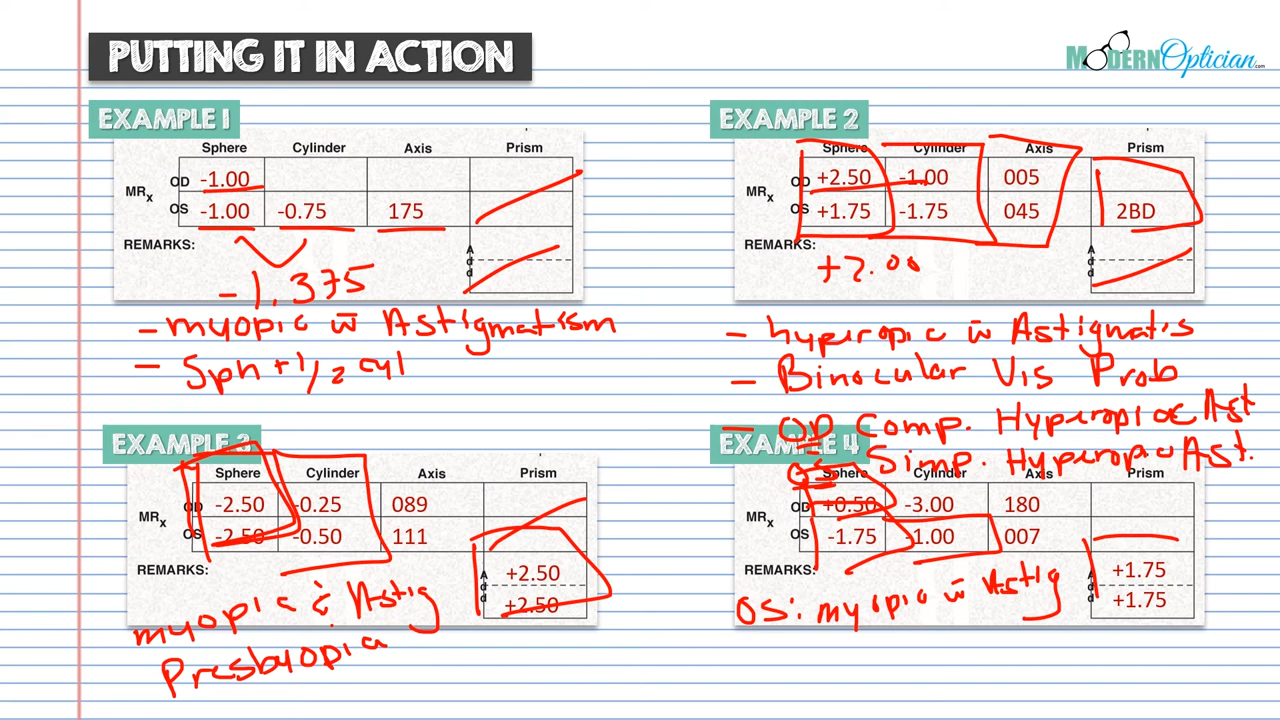 PUTTING IT IN ACTION
MODERNOptician.com
EXAMPLE 1
Sphere Cylinder Axis Prism
MRx OD -1.00
OS -1.00 -0.75 175
REMARKS: Add
-1.375
- myopic w Astigmatism
- Sph + 1/2 cyl
EXAMPLE 2
Sphere Cylinder Axis Prism
MRx OD +2.50 -1.00 005
OS +1.75 -1.75 045 2BD
REMARKS: Add
+2.00
- hyperopic w Astigmatis
- Binocular Vis Prob
- OD Comp. Hyperopic Ast
OS Simp. Hyperopic Ast.
EXAMPLE 3
Sphere Cylinder Axis Prism
MRx OD -2.50 -0.25 089
OS -2.50 -0.50 111
REMARKS: Add +2.50
+2.50
myopic c Astig
Presbyopia
EXAMPLE 4
Sphere Cylinder Axis Prism
MRx OD +0.50 -3.00 180
OS -1.75 -1.00 007
REMARKS: Add +1.75
+1.75
OS: myopic w Astig